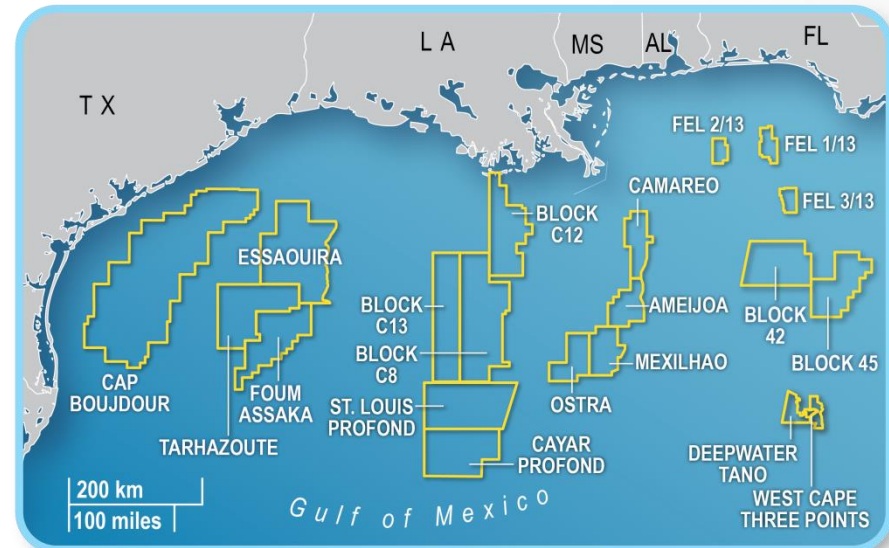 TX
LA
MS
AL
FL
FEL 2/13
FEL 1/13
FEL 3/13
CAMAREO
BLOCK
C12
ESSAOUIRA
BLOCK
C13
AMEIJOA
BLOCK
42
BLOCK
C8
BLOCK 45
MEXILHAO
CAP
BOUJDOUR
FOUM
ASSAKA
ST. LOUIS
PROFOND
OSTRA
TARHAZOUTE
CAYAR
PROFOND
DEEPWATER
TANO
WEST CAPE
THREE POINTS
200 km
100 miles
Gulf of Mexico